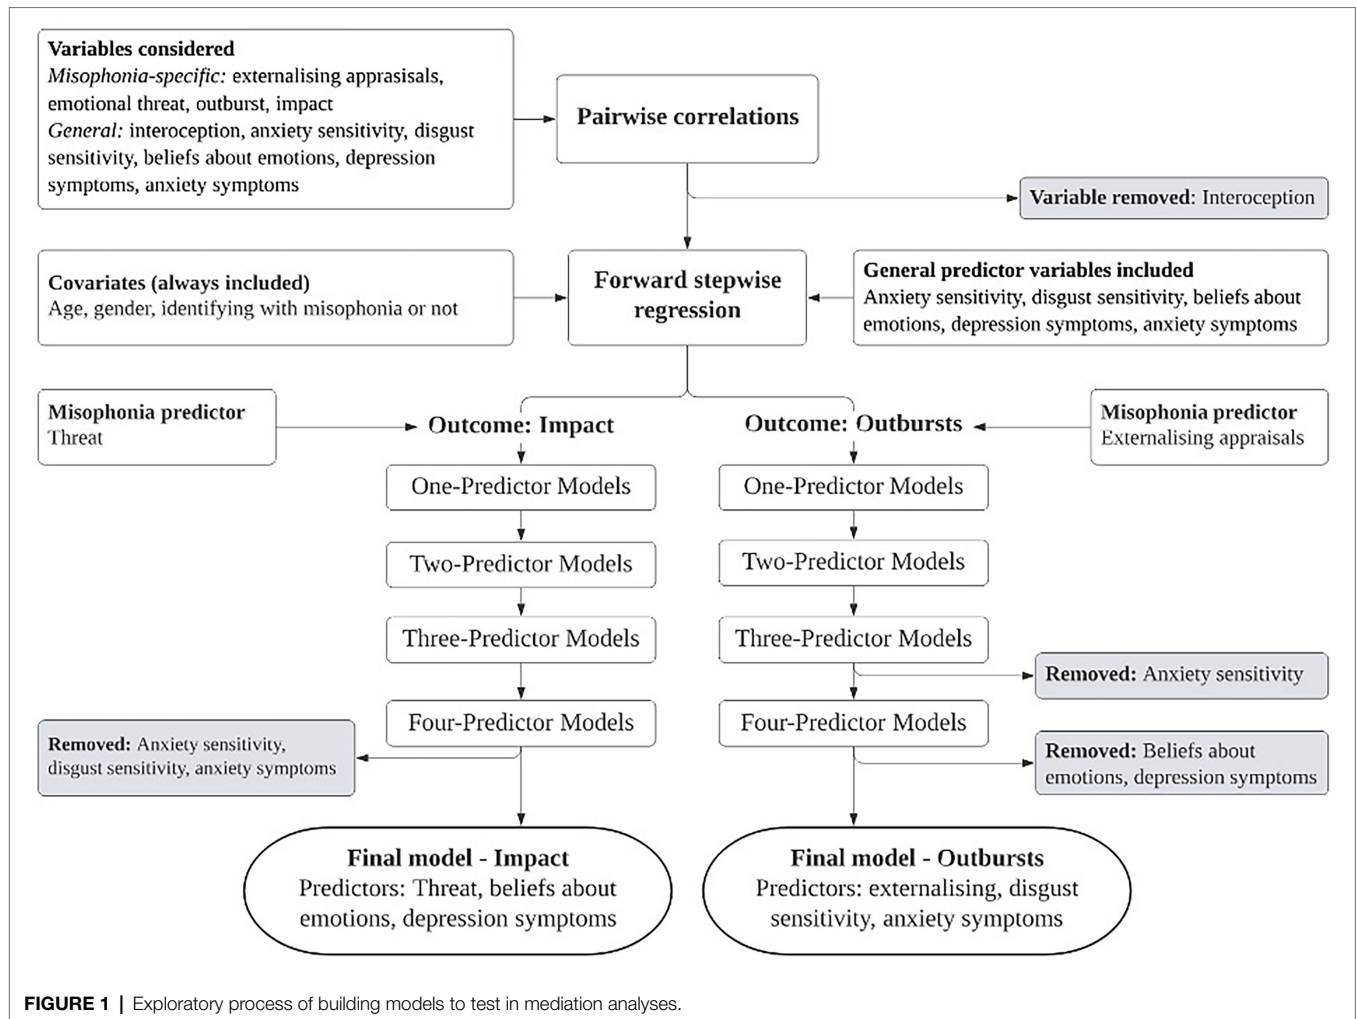 Variables considered
Misophonia-specific: externalising apprasisals,
emotional threat, outburst, impact
General: interoception, anxiety sensitivity, disgust
sensitivity, beliefs about emotions, depression
symptoms, anxiety symptoms
Pairwise correlations
Variable removed: Interoception
Covariates (always included)
Age, gender, identifying with misophonia or not
Forward stepwise
regression
General predictor variables included
Anxiety sensitivity, disgust sensitivity, beliefs about
emotions, depression symptoms, anxiety symptoms
Misophonia predictor
Threat
Outcome: Impact
Outcome: Outbursts
Misophonia predictor
Externalising appraisals
One-Predictor Models
One-Predictor Models
Two-Predictor Models
Two-Predictor Models
Three-Predictor Models
Three-Predictor Models
Removed: Anxiety sensitivity
Four-Predictor Models
Four-Predictor Models
Removed: Anxiety sensitivity,
disgust sensitivity, anxiety symptoms
Removed: Beliefs about
emotions, depression symptoms
Final model - Impact
Predictors: Threat, beliefs about
emotions, depression symptoms
Final model - Outbursts
Predictors: externalising, disgust
sensitivity, anxiety symptoms
FIGURE 1 | Exploratory process of building models to test in mediation analyses.